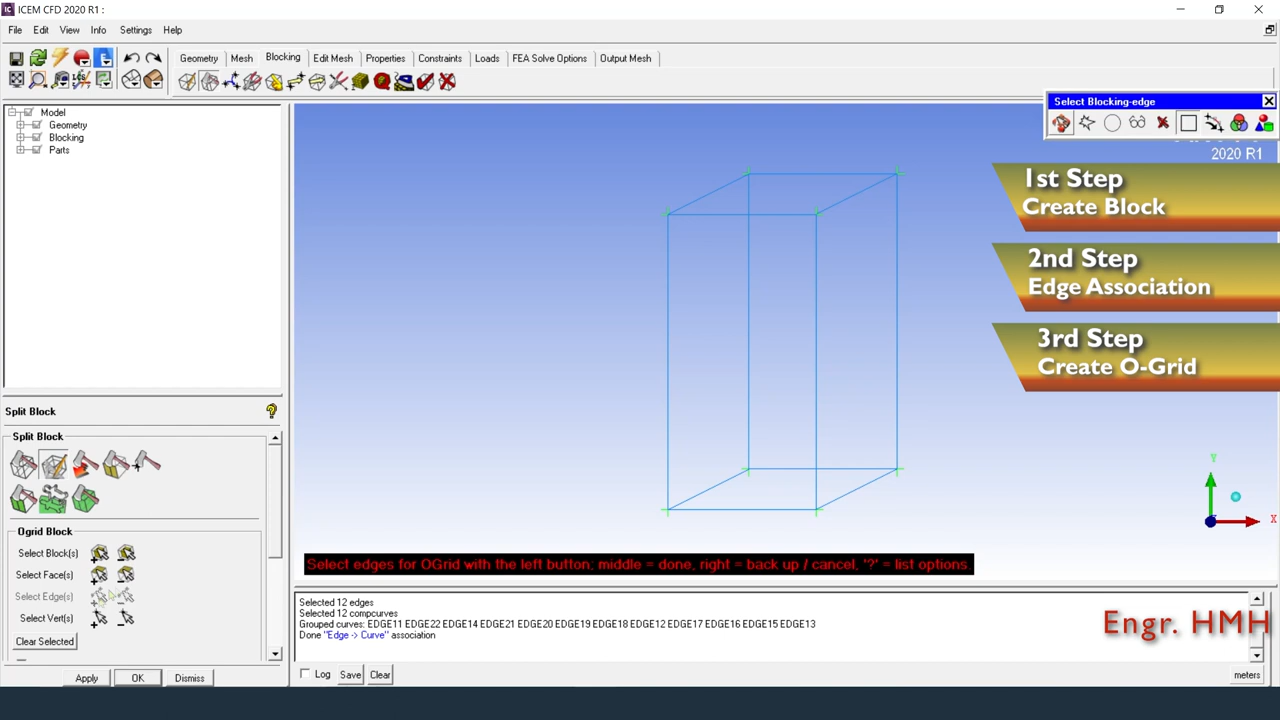 ICEM CFD 2020 R1 :
File Edit View Info Settings Help
Geometry Mesh Blocking Edit Mesh Properties Constraints Loads FEA Solve Options Output Mesh
Model
Geometry
Blocking
Parts
Select Blocking-edge
2020 R1
1st Step
Create Block
2nd Step
Edge Association
3rd Step
Create O-Grid
Split Block
Split Block
Ogrid Block
Select Block(s)
Select Face(s)
Select Edge(s)
Select Vert(s)
Clear Selected
Apply OK Dismiss
Y
X
Select edges for OGrid with the left button; middle = done, right = back up / cancel, '?' = list options.
Selected 12 edges
Selected 12 compcurves
Grouped curves: EDGE11 EDGE22 EDGE14 EDGE21 EDGE20 EDGE19 EDGE18 EDGE12 EDGE17 EDGE16 EDGE15 EDGE13
Done "Edge -> Curve" association
Log Save Clear
meters
Engr. HMH